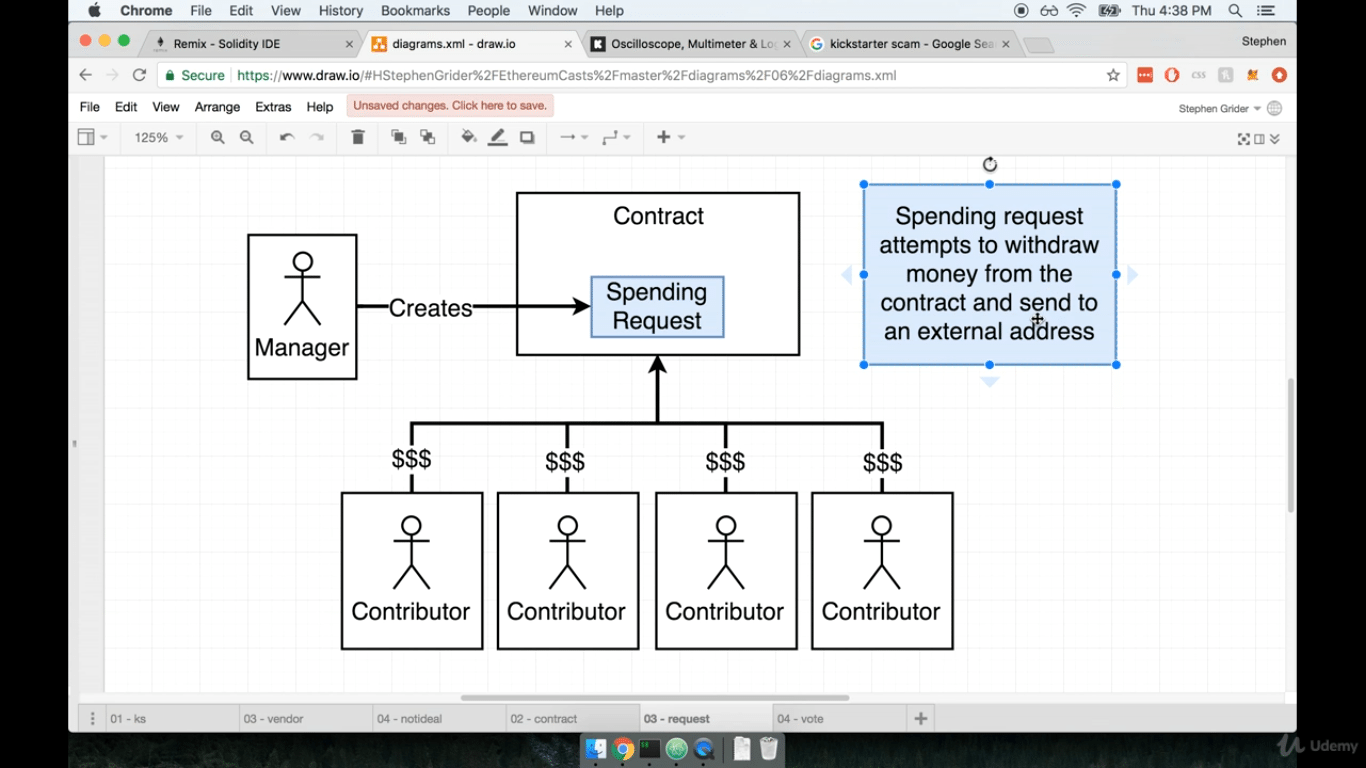 Chrome File Edit View History Bookmarks People Window Help Thu 4:38 PM
Remix - Solidity IDE diagrams.xml - draw.io Oscilloscope, Multimeter & Lo kickstarter scam - Google Sea Stephen
Secure https://www.draw.io/#HStephenGrider%2FEthereumCasts%2Fmaster%2Fdiagrams%2F06%2Fdiagrams.xml
File Edit View Arrange Extras Help Unsaved changes. Click here to save. Stephen Grider
125%
Contract
Spending
Request
Manager
Creates
Spending request
attempts to withdraw
money from the
contract and send to
an external address
$$$ $$$ $$$ $$$
Contributor Contributor Contributor Contributor
01 - ks 03 - vendor 04 - notideal 02 - contract 03 - request 04 - vote
Udemy